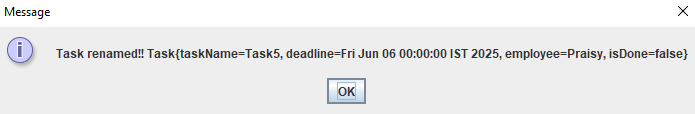 Message
Task renamed!! Task{taskName=Task5, deadline=Fri Jun 06 00:00:00 IST 2025, employee=Praisy, isDone=false}
OK